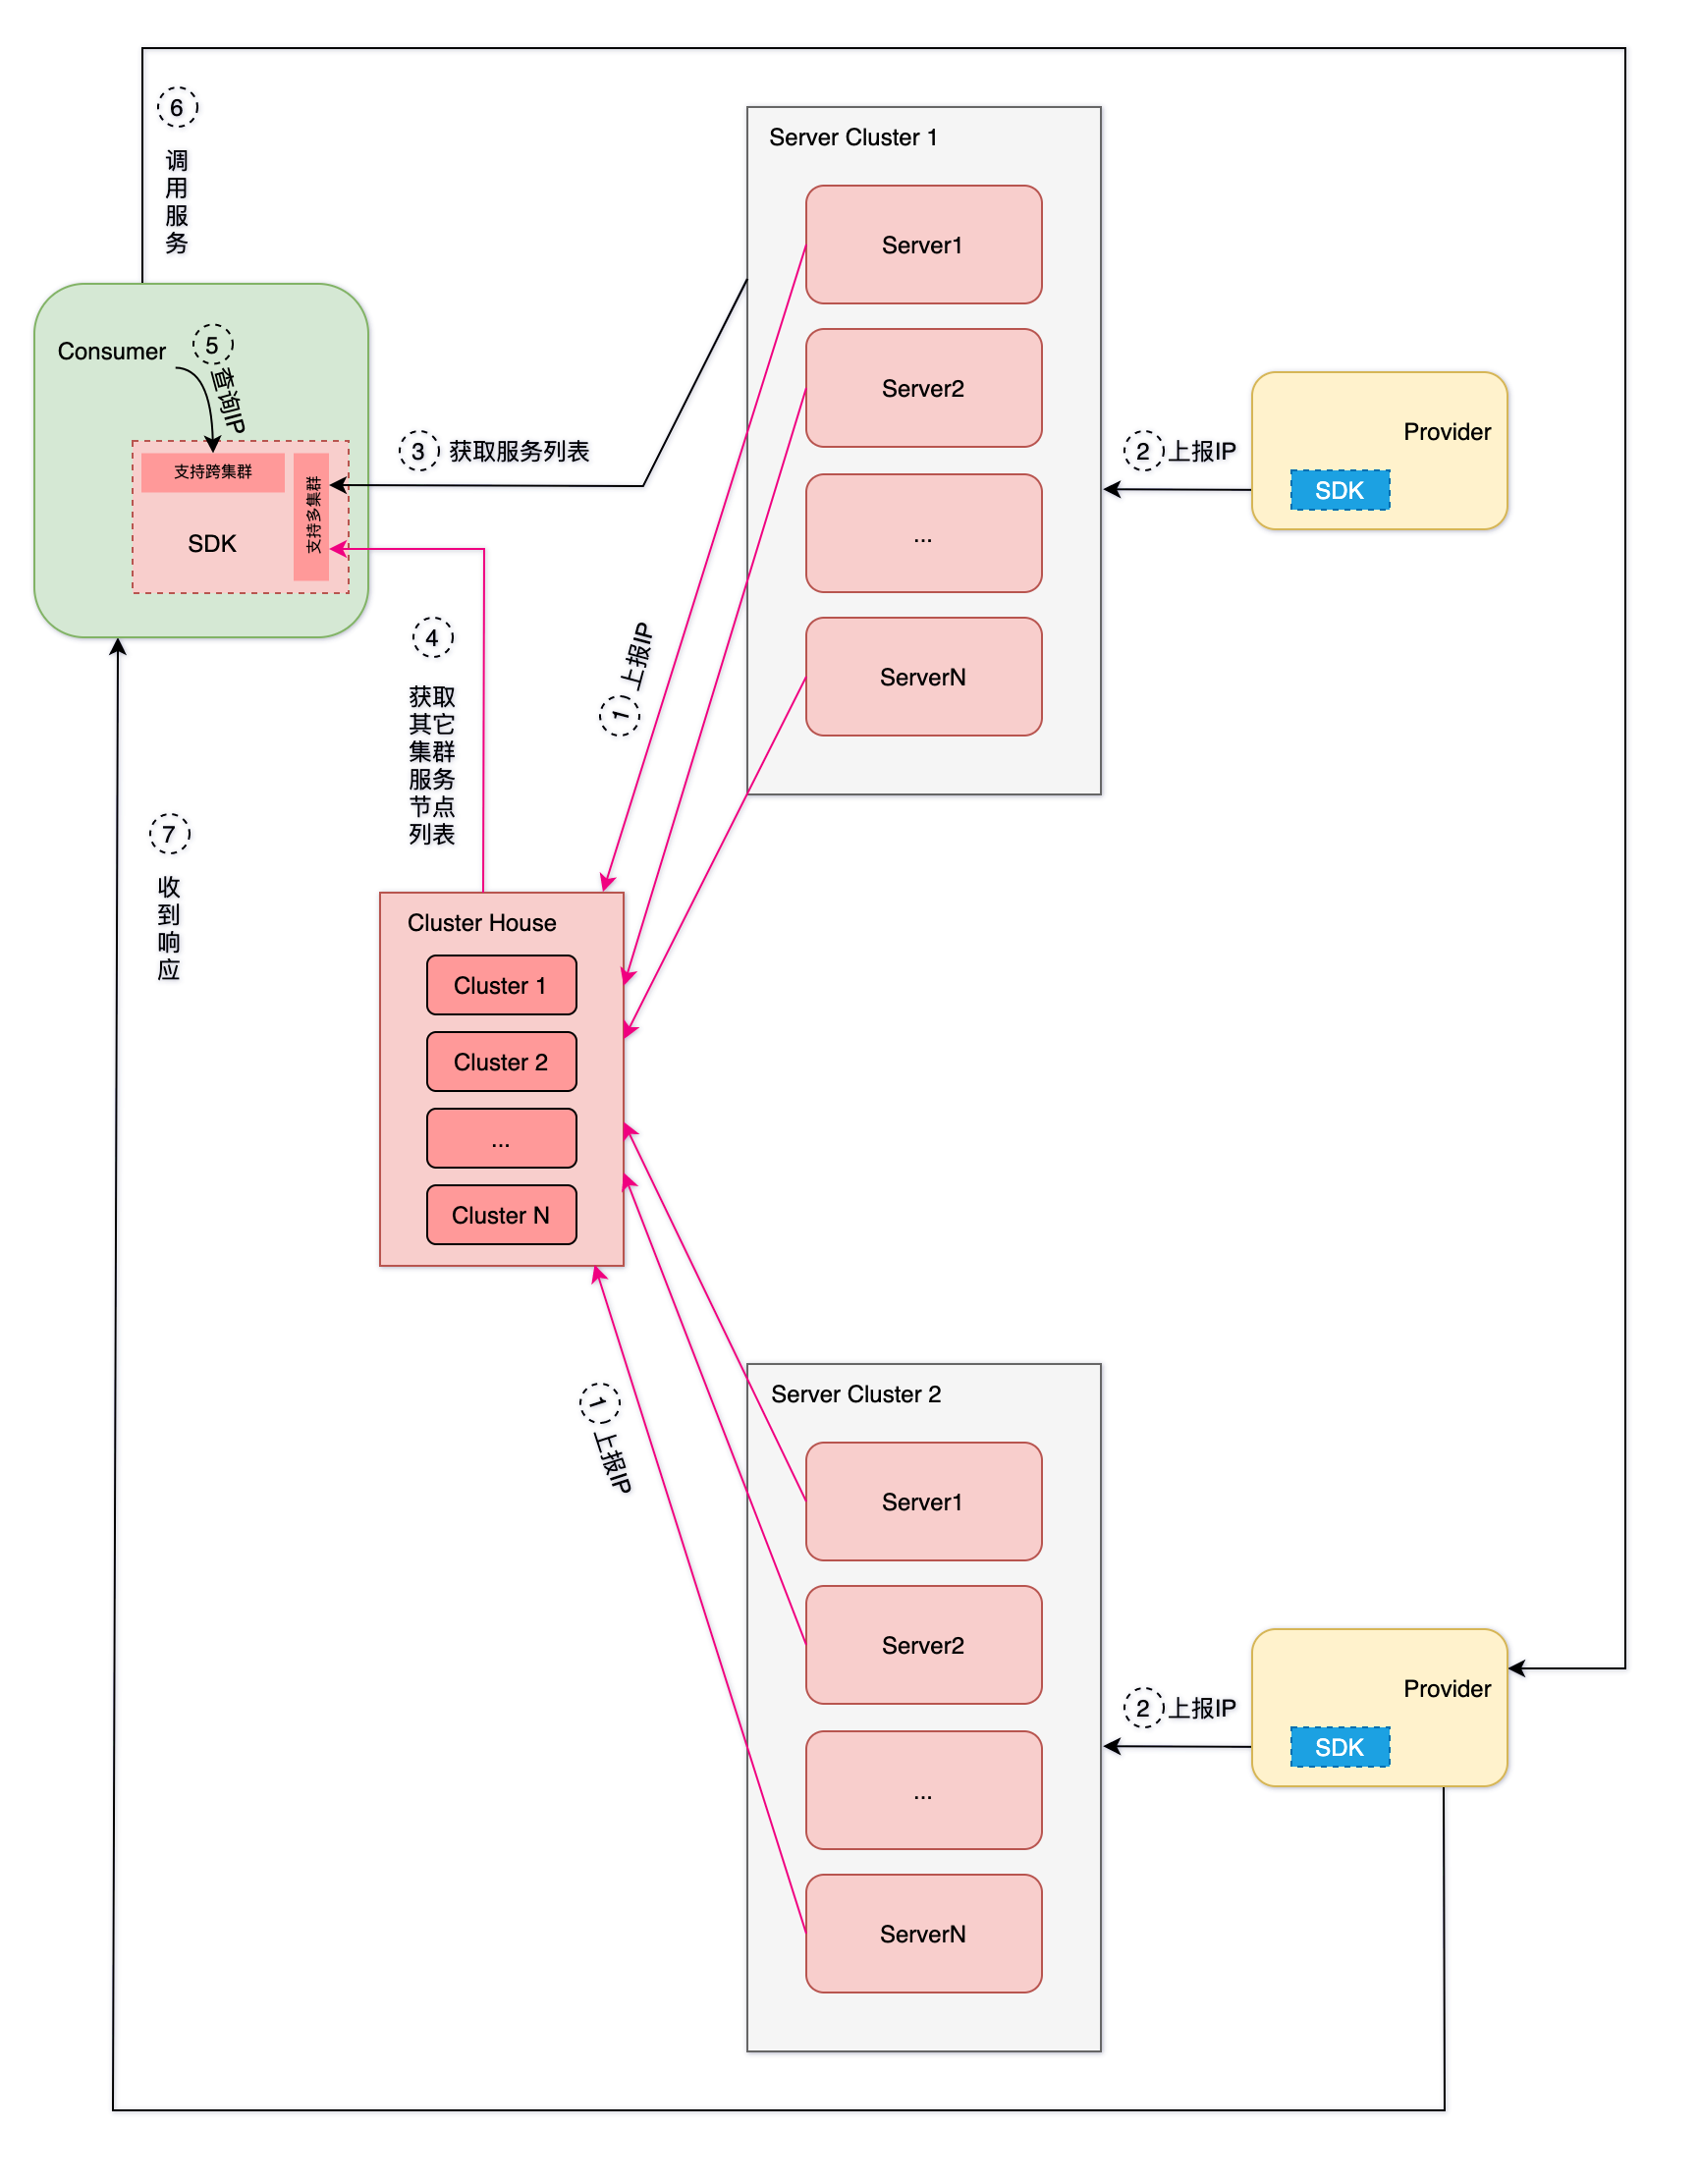 6
调
用
服
务
Consumer
5
查询IP
支持跨集群
支持多集群
SDK
3 获取服务列表
4
获取
其它
集群
服务
节点
列表
7
收
到
响
应
Server Cluster 1
Server1
Server2
...
ServerN
2 上报IP
Provider
SDK
1 上报IP
Cluster House
Cluster 1
Cluster 2
...
Cluster N
1 上报IP
Server Cluster 2
Server1
Server2
...
ServerN
2 上报IP
Provider
SDK